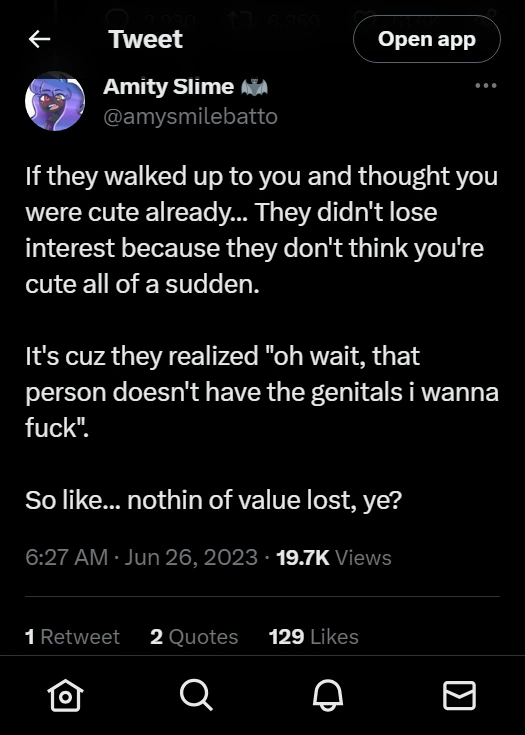 Tweet
Open app
Amity Slime 🦇
@amysmilebatto
If they walked up to you and thought you
were cute already... They didn't lose
interest because they don't think you're
cute all of a sudden.
It's cuz they realized "oh wait, that
person doesn't have the genitals i wanna
fuck".
So like... nothin of value lost, ye?
6:27 AM · Jun 26, 2023 · 19.7K Views
1 Retweet 2 Quotes 129 Likes